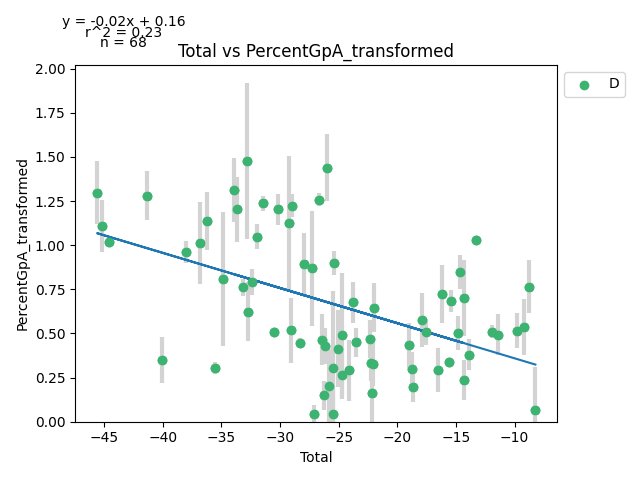 y = -0.02x + 0.16
r^2 = 0.23
n = 68
Total vs PercentGpA_transformed
D
PercentGpA_transformed
2.00
1.75
1.50
1.25
1.00
0.75
0.50
0.25
0.00
−45
−40
−35
−30
−25
−20
−15
−10
Total